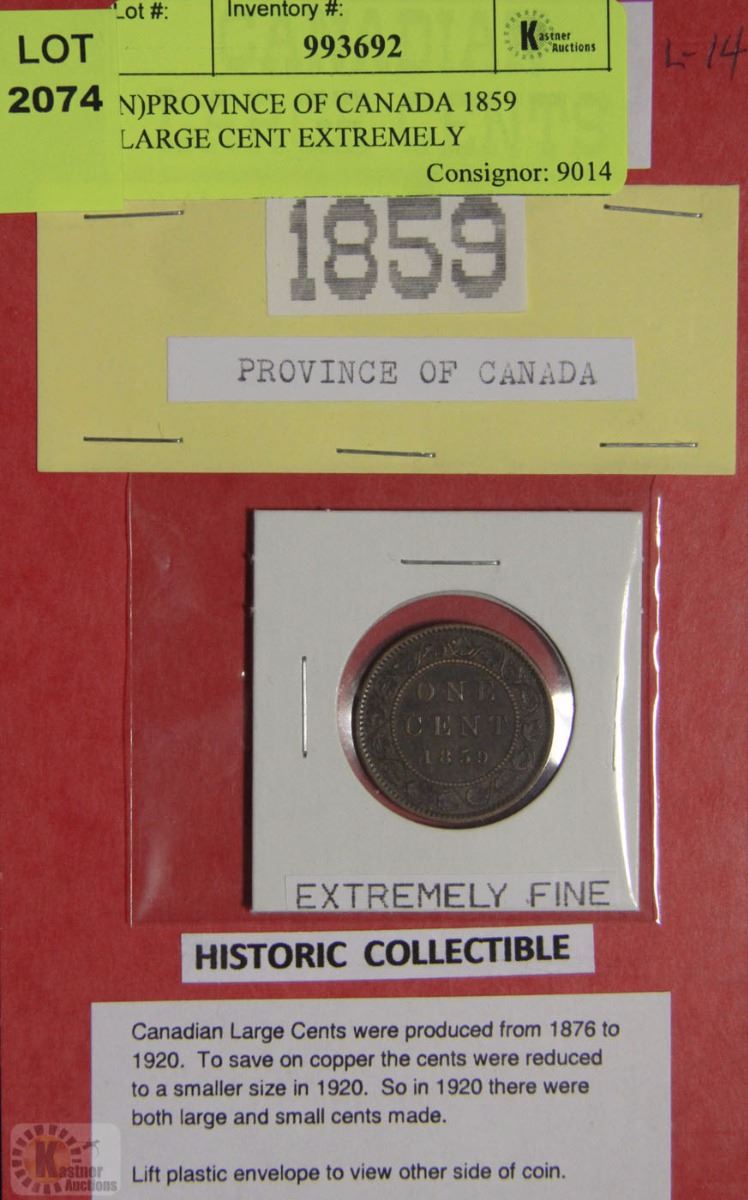 Lot #:
Inventory #:
993692
Kastner
Auctions
L-14
LOT
2074
N)PROVINCE OF CANADA 1859
LARGE CENT EXTREMELY
Consignor: 9014
1859
PROVINCE OF CANADA
ONE
CENT
1859
EXTREMELY FINE
HISTORIC COLLECTIBLE
Canadian Large Cents were produced from 1876 to
1920. To save on copper the cents were reduced
to a smaller size in 1920. So in 1920 there were
both large and small cents made.
Lift plastic envelope to view other side of coin.
Kastner
Auctions